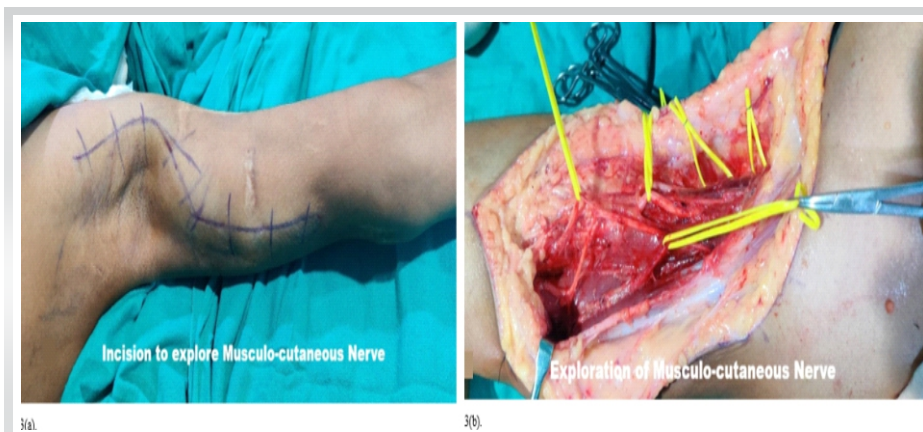 Incision to explore Musculo-cutaneous Nerve
Exploration of Musculo-cutaneous Nerve
3(a).
3(b).